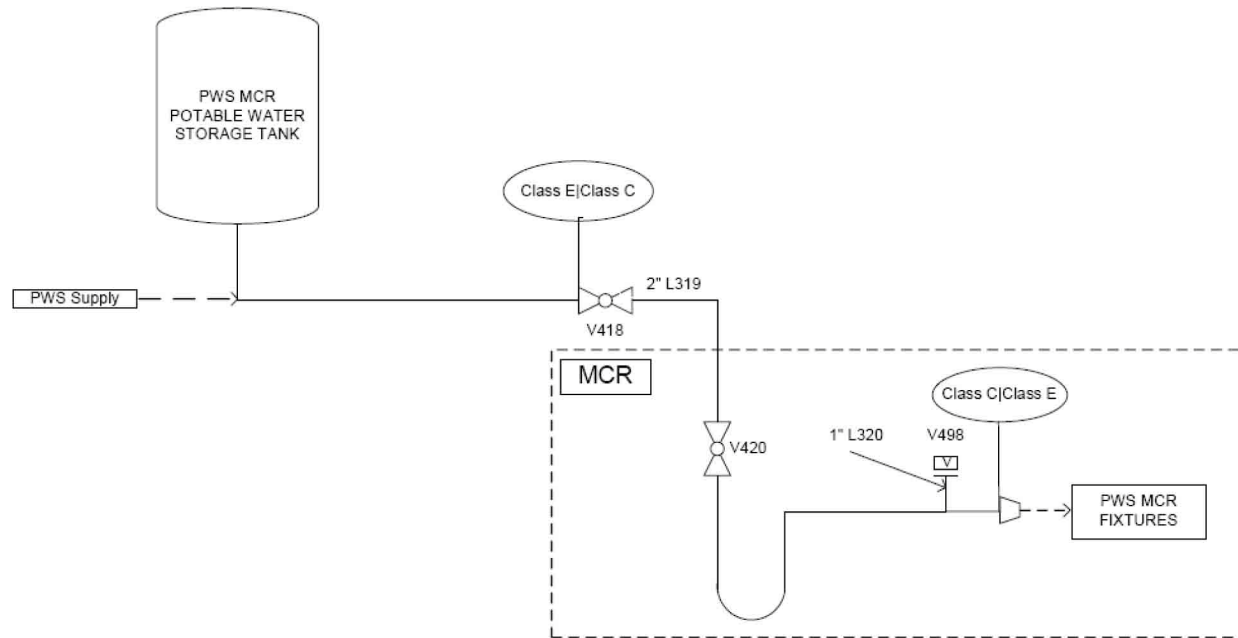 PWS MCR
POTABLE WATER
STORAGE TANK
Class E|Class C
PWS Supply
2" L319
V418
MCR
Class C|Class E
1" L320
V498
V420
V
PWS MCR
FIXTURES